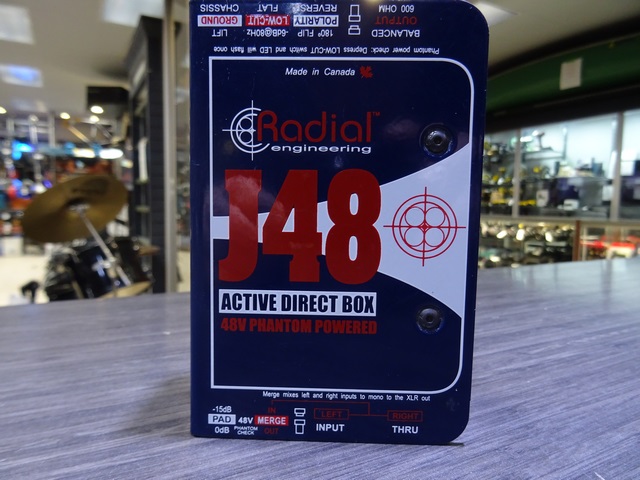 CHASSIS
GROUND
LIFT
FLAT
LOW-CUT
-6dB@80Hz
REVERSE
POLARITY
180° FLIP
600 OHM
OUTPUT
BALANCED
Phantom power check: Depress LOW-CUT switch and LED will flash once
Made in Canada
Radial™
engineering
J48
ACTIVE DIRECT BOX
48V PHANTOM POWERED
Merge mixes left and right inputs to mono to the XLR out
-15dB
PAD
0dB
48V
PHANTOM
CHECK
IN
MERGE
OUT
LEFT
INPUT
RIGHT
THRU